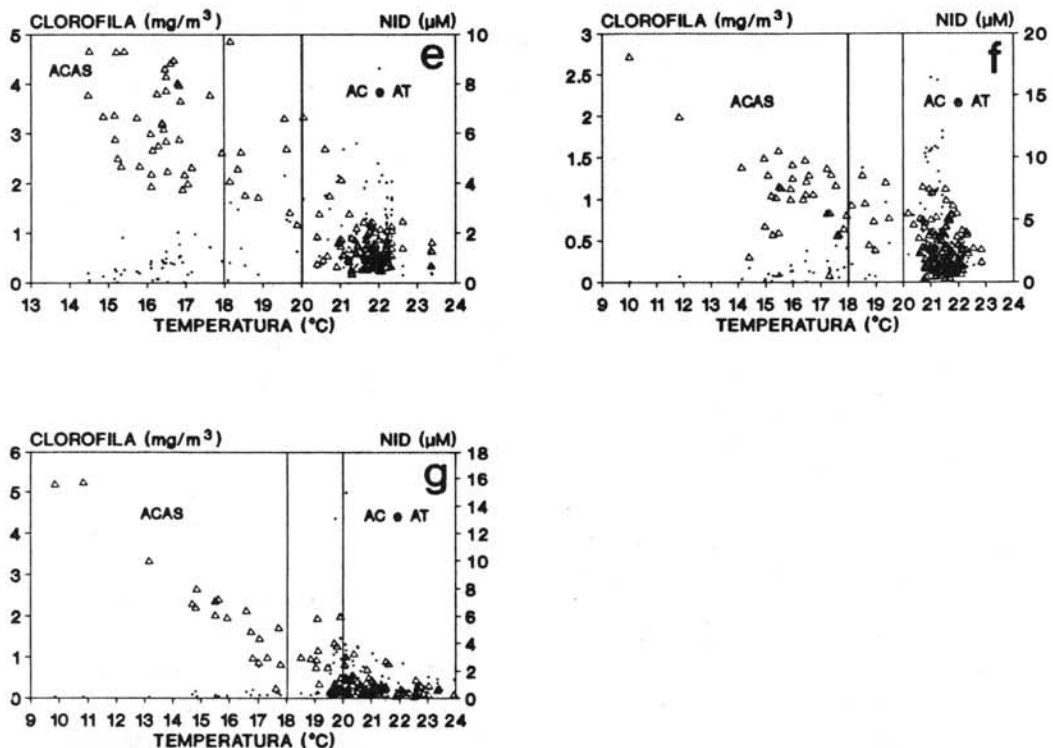 CLOROFILA (mg/m³) NID (µM)
e
5 4 3 2 1 0
10 8 6 4 2 0
ACAS
AC e AT
13 14 15 16 17 18 19 20 21 22 23 24
TEMPERATURA (°C)
CLOROFILA (mg/m³) NID (µM)
f
3 2.5 2 1.5 1 0.5 0
20 15 10 5 0
ACAS
AC e AT
9 10 11 12 13 14 15 16 17 18 19 20 21 22 23 24
TEMPERATURA (°C)
CLOROFILA (mg/m³) NID (µM)
g
6 5 4 3 2 1 0
18 16 14 12 10 8 6 4 2 0
ACAS
AC e AT
9 10 11 12 13 14 15 16 17 18 19 20 21 22 23 24
TEMPERATURA (°C)